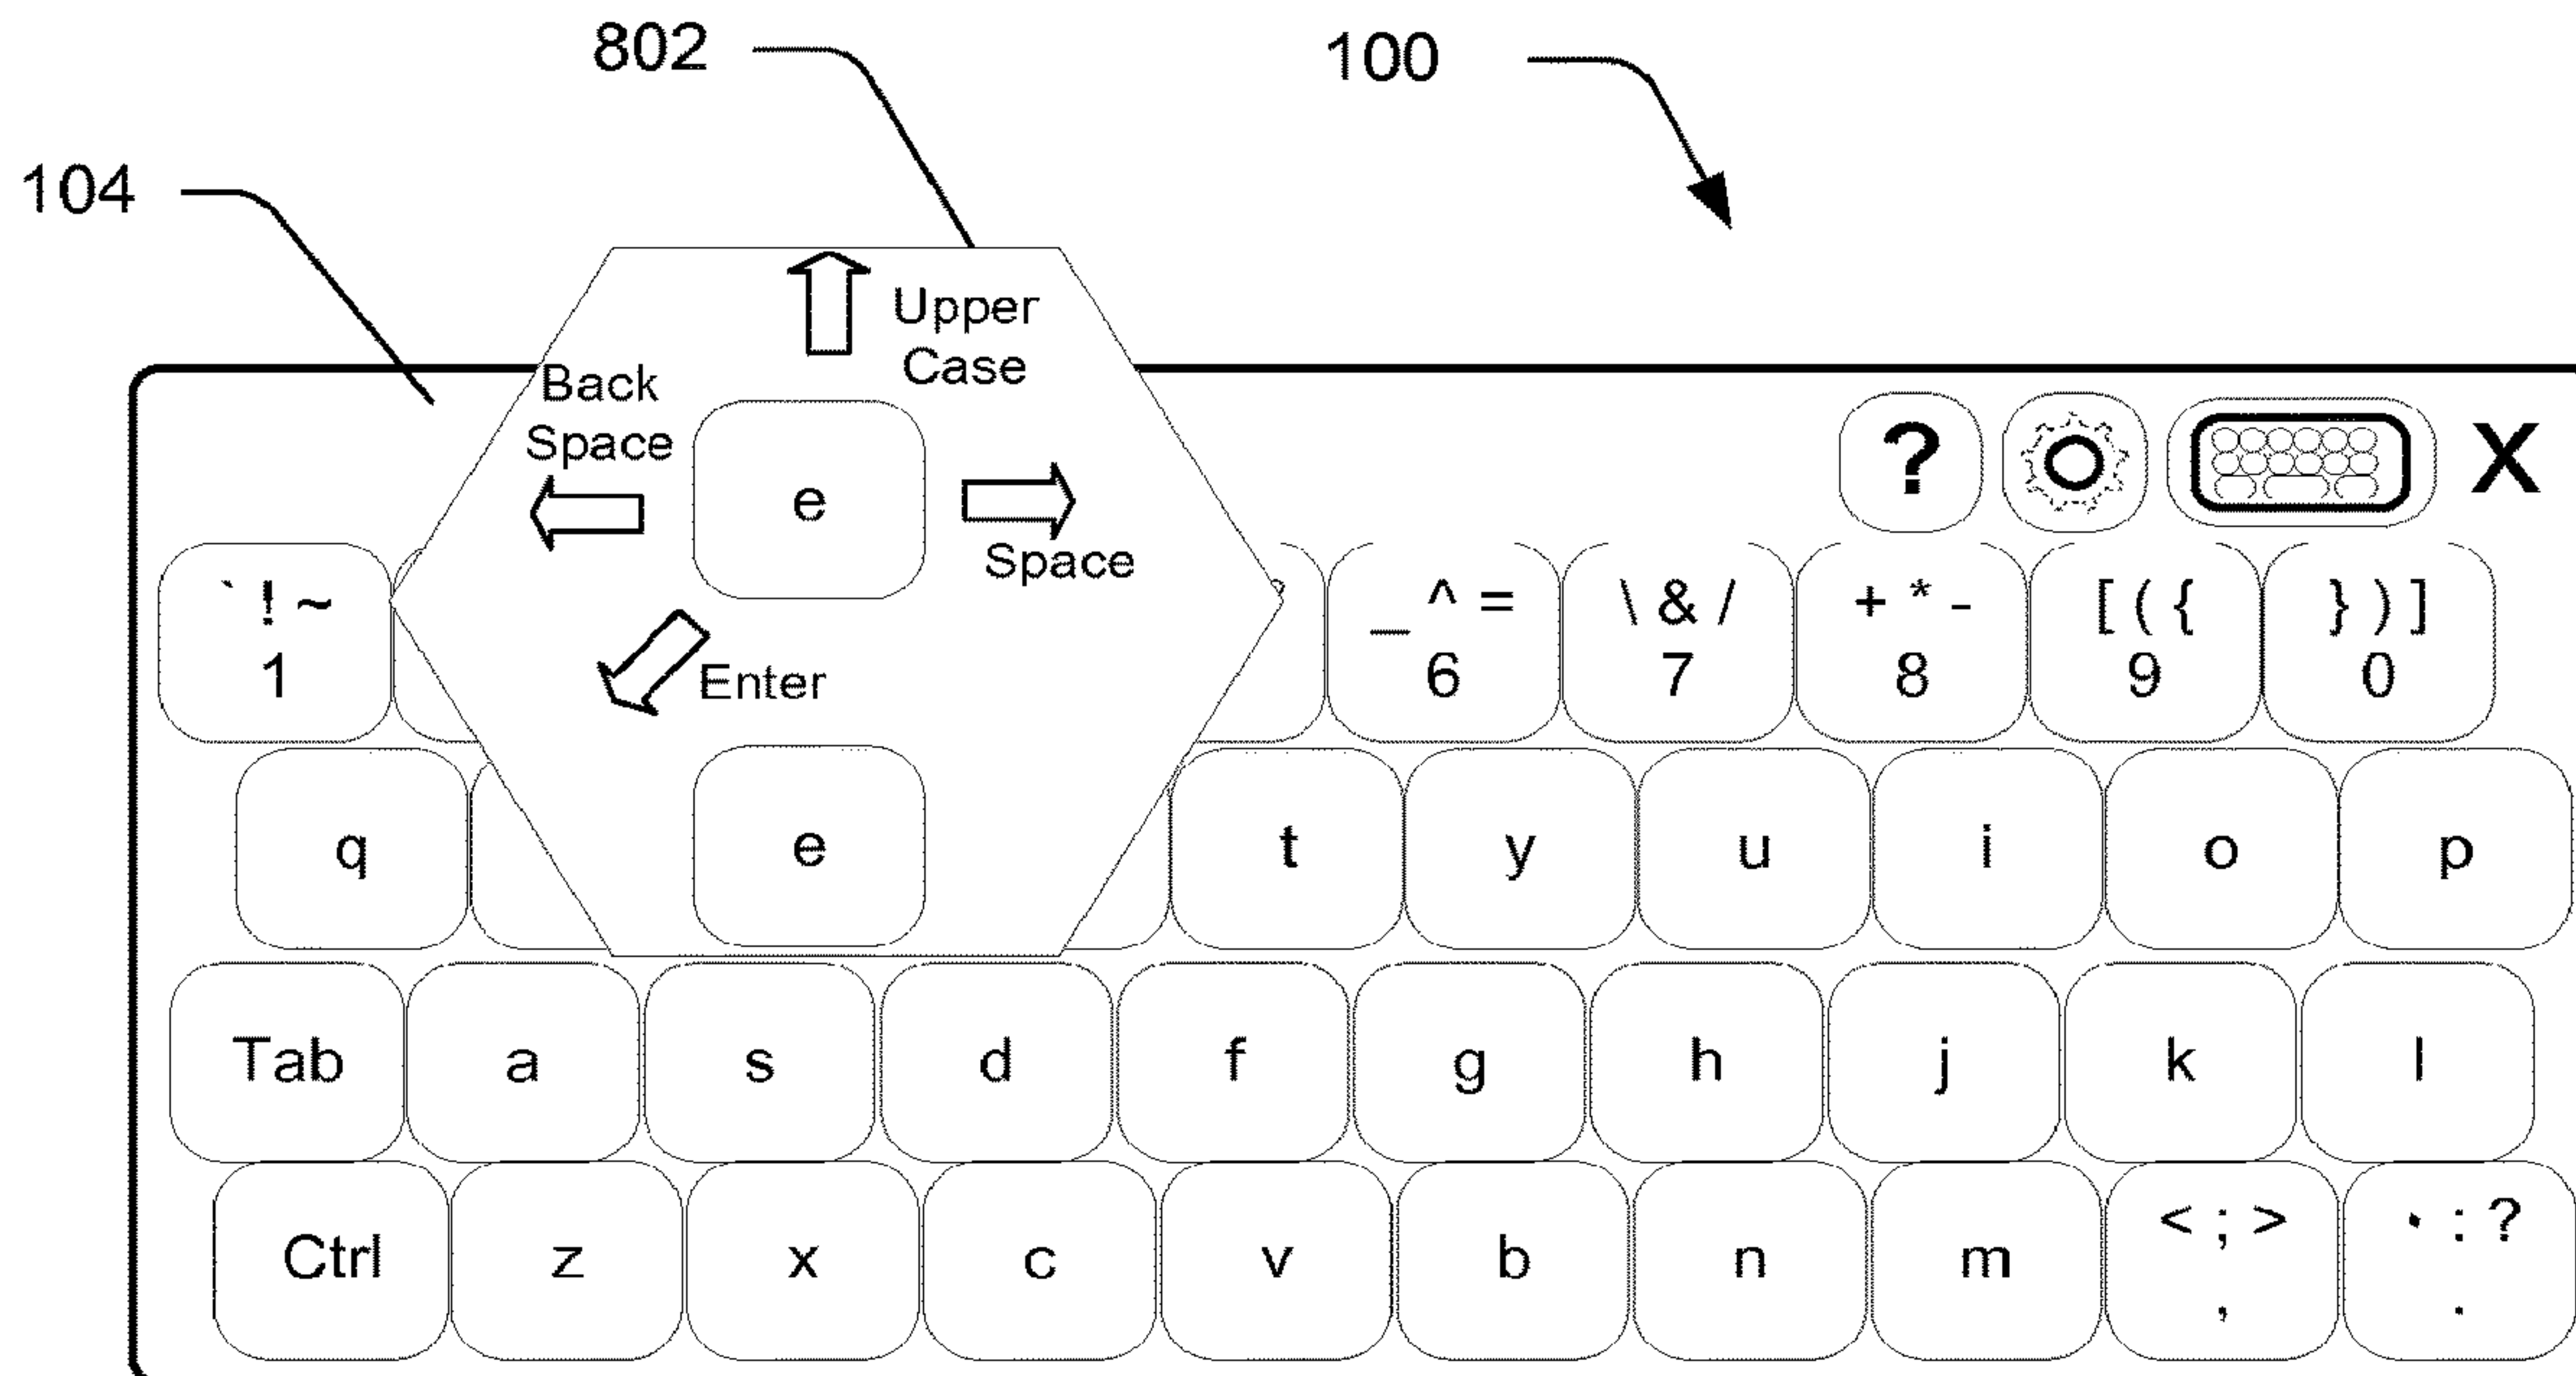 802
100
104
Upper
Case
Back
Space
e
Space
Enter
e
? X
` ! ~
1
_ ^ =
6
\ & /
7
+ * -
8
[ ( {
9
} ) ]
0
q t y u i o p
Tab a s d f g h j k l
Ctrl z x c v b n m
< ; >
,
' : ?
.